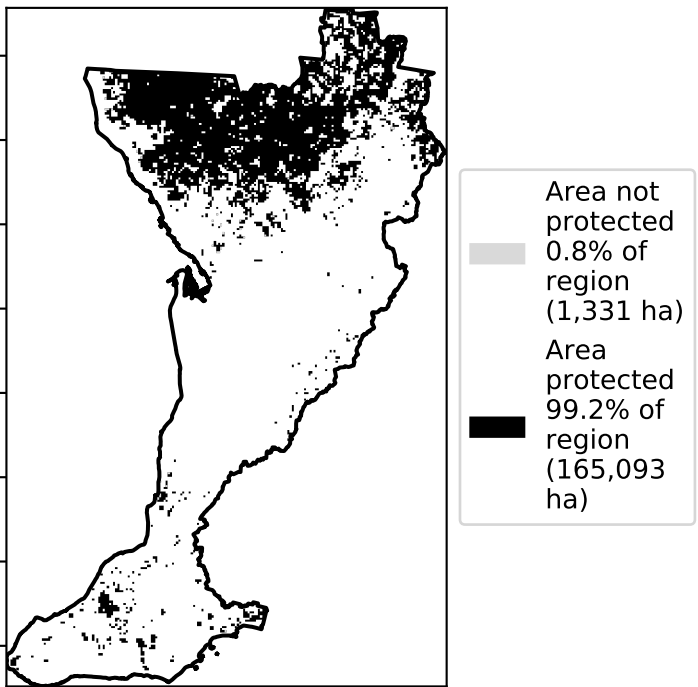 Area not
protected
0.8% of
region
(1,331 ha)
Area
protected
99.2% of
region
(165,093
ha)